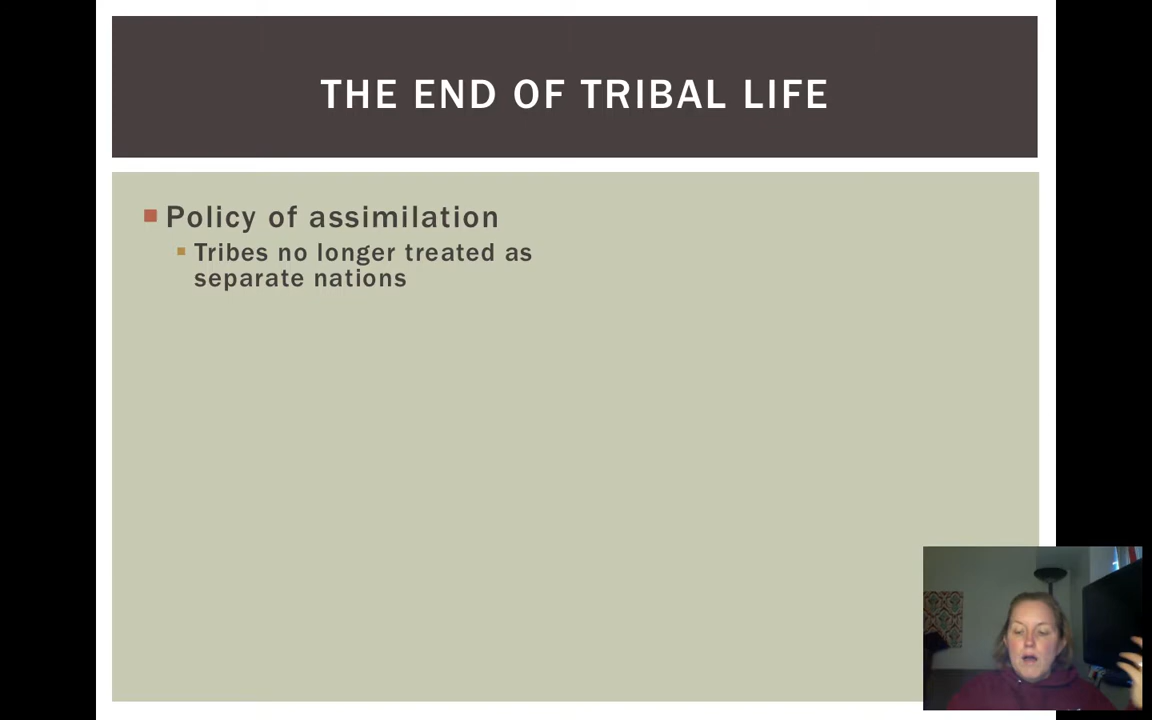 THE END OF TRIBAL LIFE
Policy of assimilation
Tribes no longer treated as
separate nations